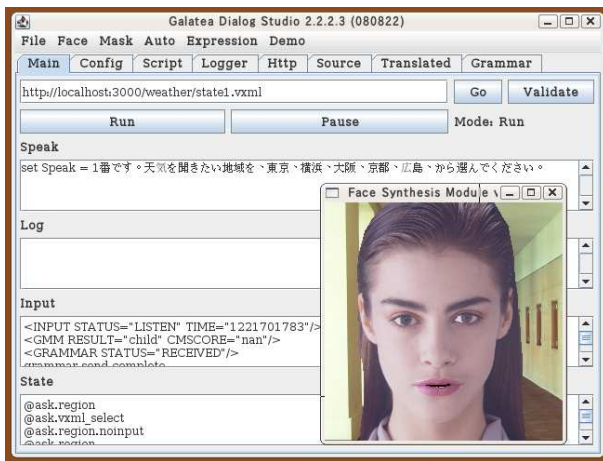 Galatea Dialog Studio 2.2.2.3 (080822)
File Face Mask Auto Expression Demo
Main Config Script Logger Http Source Translated Grammar
http://localhost:3000/weather/state1.vxml Go Validate
Run Pause Mode: Run
Speak
set Speak = 1番です。天気を聞きたい地域を、東京、横浜、大阪、京都、広島、から選んでください。
Face Synthesis Module v
Log
Input
<INPUT STATUS="LISTEN" TIME="1221701783"/>
<GMM RESULT="child" CMSCORE="nan"/>
<GRAMMAR STATUS="RECEIVED"/>
grammar send complete
State
@ask.region
@ask.vxml_select
@ask.region.noinput
@ask.region